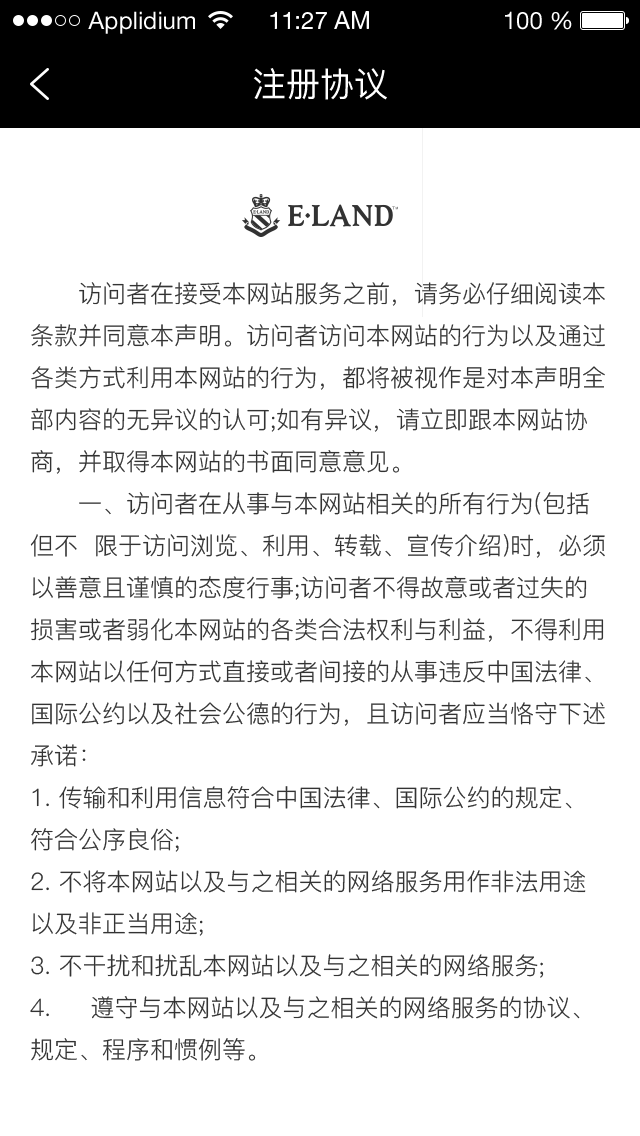 Applidium 11:27 AM 100 %
注册协议
E·LAND™
访问者在接受本网站服务之前，请务必仔细阅读本
条款并同意本声明。访问者访问本网站的行为以及通过
各类方式利用本网站的行为，都将被视作是对本声明全
部内容的无异议的认可;如有异议，请立即跟本网站协
商，并取得本网站的书面同意意见。
一、访问者在从事与本网站相关的所有行为(包括
但不 限于访问浏览、利用、转载、宣传介绍)时，必须
以善意且谨慎的态度行事;访问者不得故意或者过失的
损害或者弱化本网站的各类合法权利与利益，不得利用
本网站以任何方式直接或者间接的从事违反中国法律、
国际公约以及社会公德的行为，且访问者应当恪守下述
承诺：
1. 传输和利用信息符合中国法律、国际公约的规定、
符合公序良俗;
2. 不将本网站以及与之相关的网络服务用作非法用途
以及非正当用途;
3. 不干扰和扰乱本网站以及与之相关的网络服务;
4. 遵守与本网站以及与之相关的网络服务的协议、
规定、程序和惯例等。